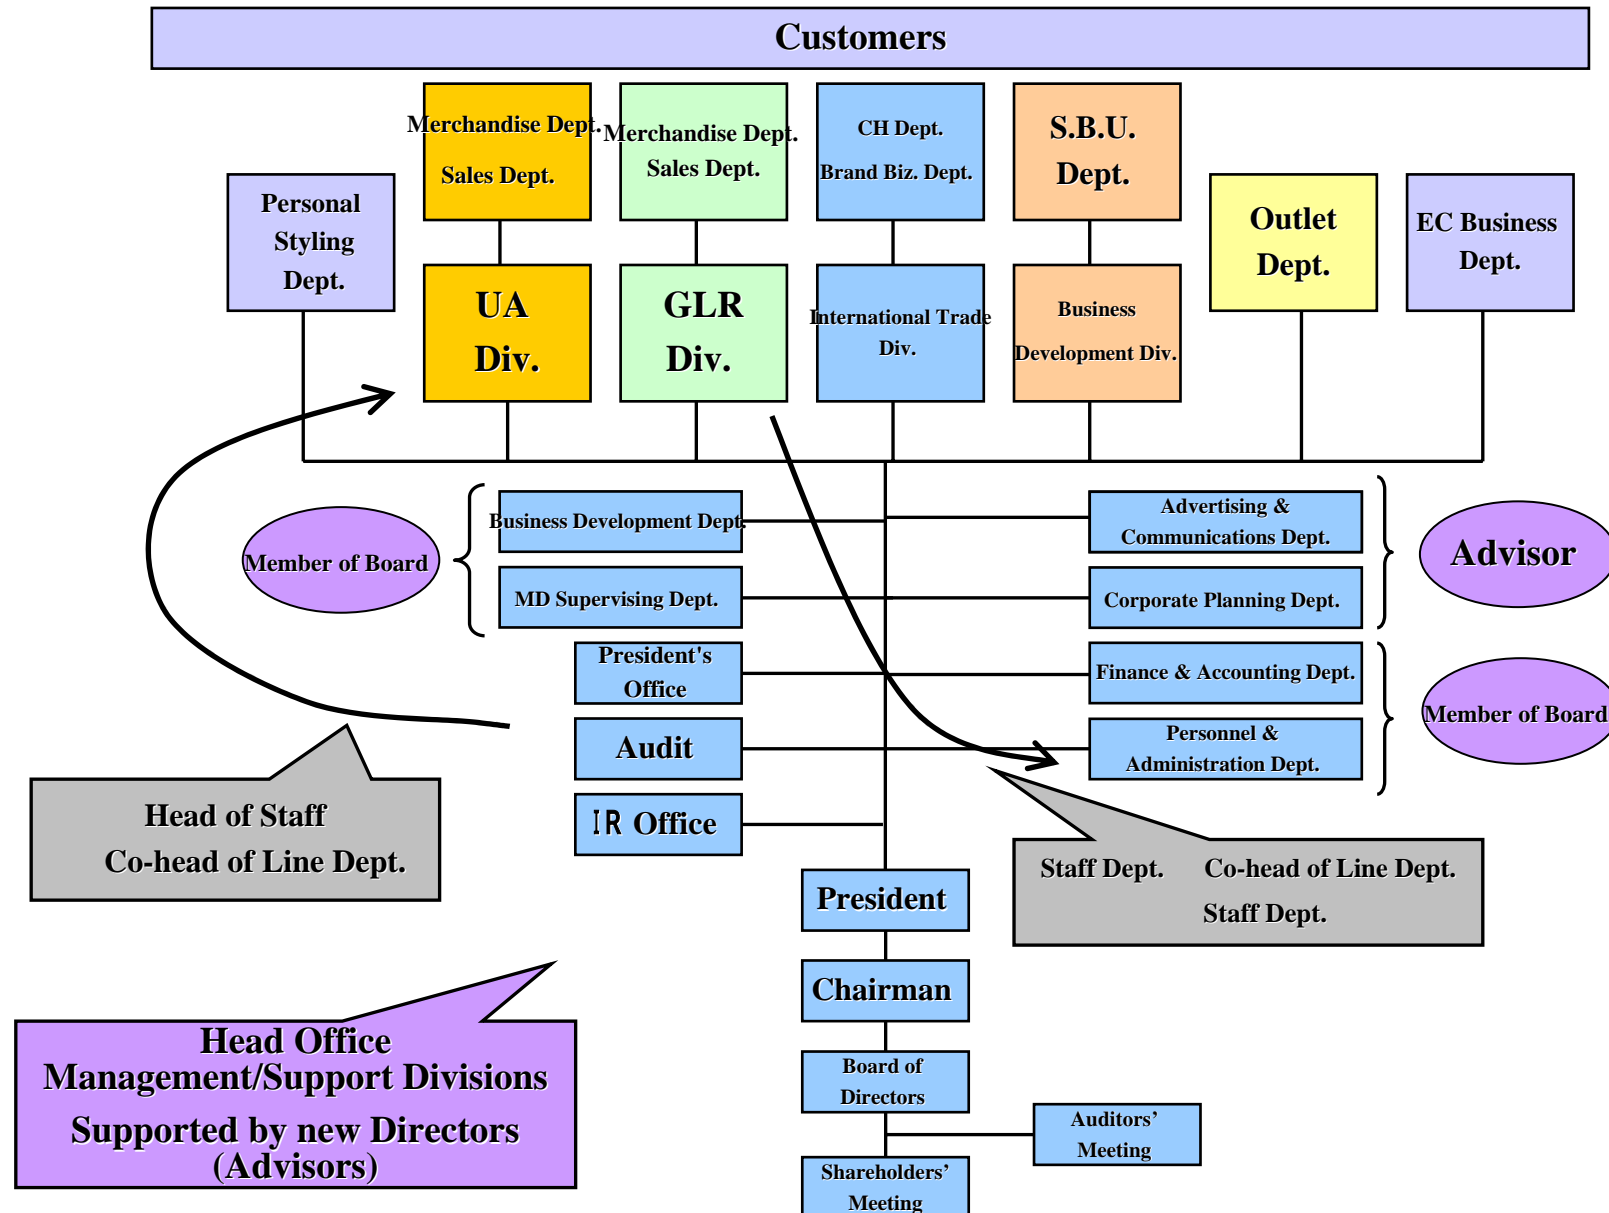 Customers
Merchandise Dept.
Sales Dept.
Merchandise Dept.
Sales Dept.
CH Dept.
Brand Biz. Dept.
S.B.U.
Dept.
Personal
Styling
Dept.
Outlet
Dept.
EC Business
Dept.
UA
Div.
GLR
Div.
International Trade
Div.
Business
Development Div.
Business Development Dept.
Advertising &
Communications Dept.
Member of Board
Advisor
MD Supervising Dept.
Corporate Planning Dept.
President's
Office
Finance & Accounting Dept.
Member of Board
Audit
Personnel &
Administration Dept.
IR Office
Head of Staff
Co-head of Line Dept.
Staff Dept. Co-head of Line Dept.
Staff Dept.
President
Chairman
Head Office
Management/Support Divisions
Supported by new Directors
(Advisors)
Board of
Directors
Auditors’
Meeting
Shareholders’
Meeting